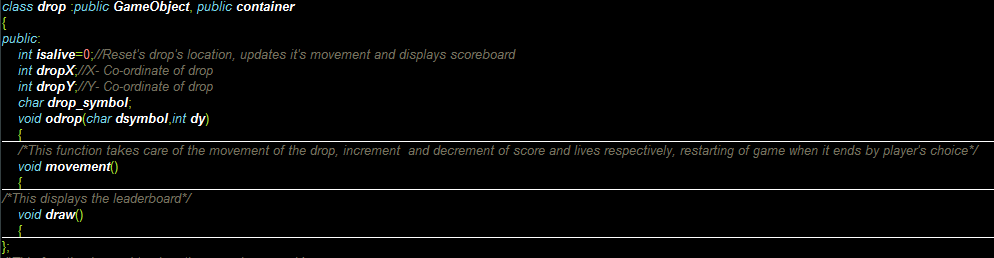 class drop :public GameObject, public container
{
public:
int isalive=0;//Reset's drop's location, updates it's movement and displays scoreboard
int dropX;//X- Co-ordinate of drop
int dropY;//Y- Co-ordinate of drop
char drop_symbol;
void odrop(char dsymbol,int dy)
{
/*This function takes care of the movement of the drop, increment  and decrement of score and lives respectively, restarting of game when it ends by player's choice*/
void movement()
{
/*This displays the leaderboard*/
void draw()
{
};